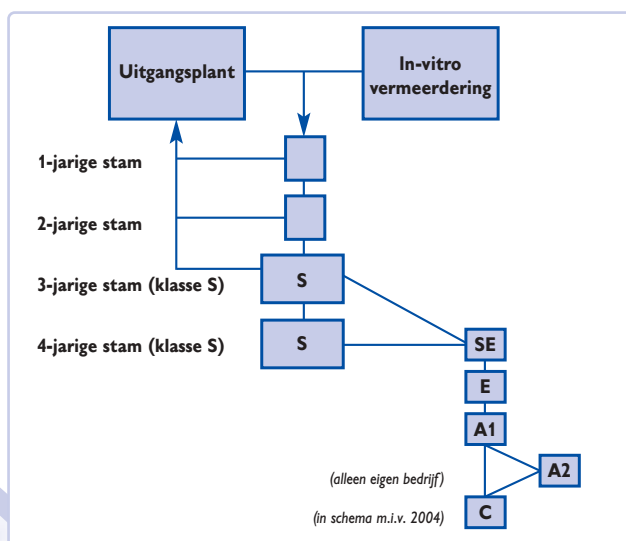 Uitgangsplant
In-vitro
vermeerdering
1-jarige stam
2-jarige stam
3-jarige stam (klasse S)
S
4-jarige stam (klasse S)
S
SE
E
A1
(alleen eigen bedrijf)
A2
(in schema m.i.v. 2004)
C